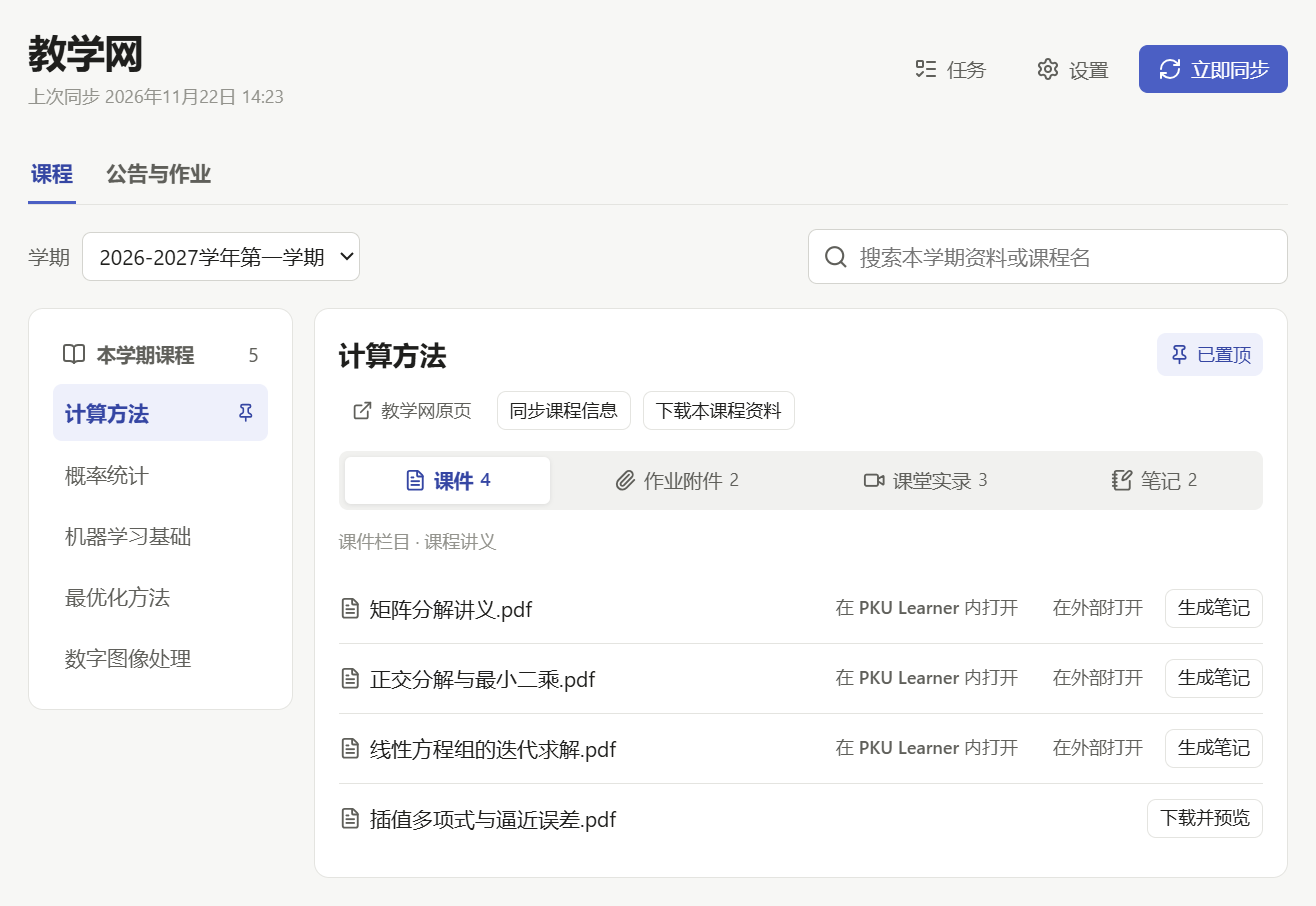 教学网
上次同步 2026年11月22日 14:23
任务
设置
立即同步
课程
公告与作业
学期
2026-2027学年第一学期
搜索本学期资料或课程名
本学期课程 5
计算方法
概率统计
机器学习基础
最优化方法
数字图像处理
计算方法
已置顶
教学网原页
同步课程信息
下载本课程资料
课件 4
作业附件 2
课堂实录 3
笔记 2
课件栏目 · 课程讲义
矩阵分解讲义.pdf 在 PKU Learner 内打开 在外部打开 生成笔记
正交分解与最小二乘.pdf 在 PKU Learner 内打开 在外部打开 生成笔记
线性方程组的迭代求解.pdf 在 PKU Learner 内打开 在外部打开 生成笔记
插值多项式与逼近误差.pdf 下载并预览